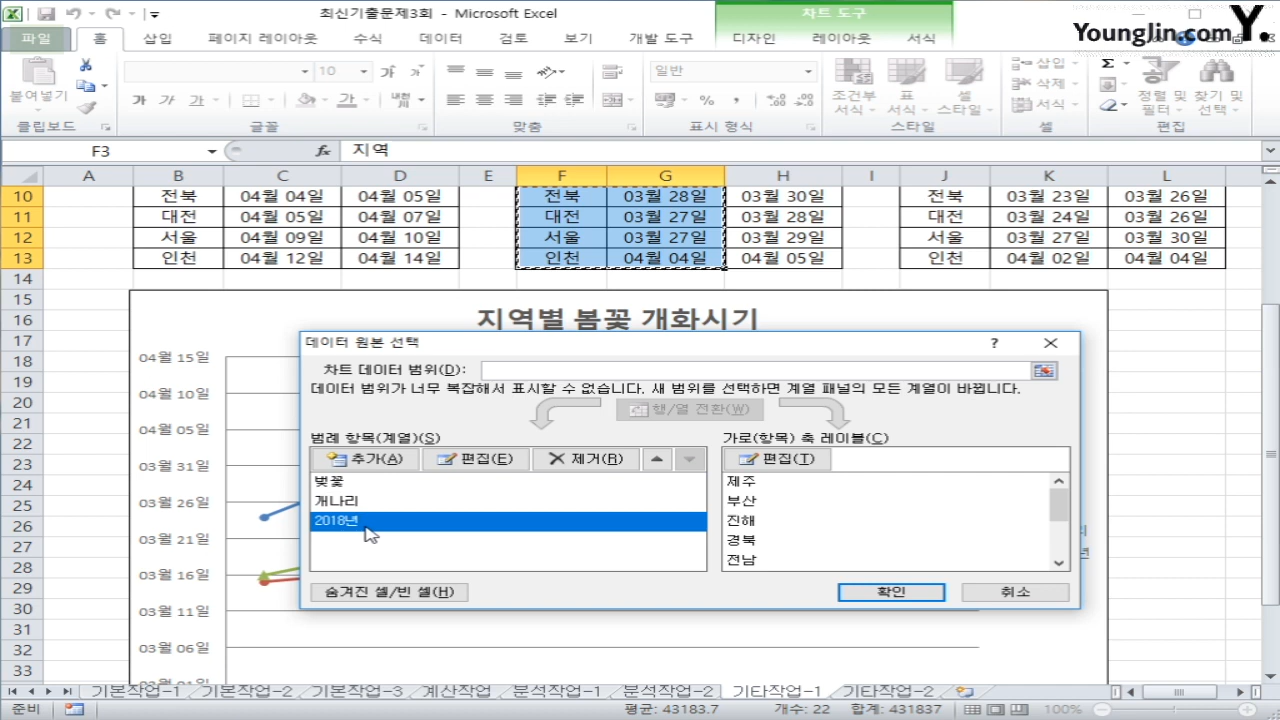 최신기출문제3회 - Microsoft Excel
차트 도구
YoungJin.com Y.
파일 홈 삽입 페이지 레이아웃 수식 데이터 검토 보기 개발 도구 디자인 레이아웃 서식
붙여넣기
10
가 가 가
일반
조건부 서식
표 서식
셀 스타일
삽입
삭제
서식
정렬 및 필터
찾기 및 선택
클립보드 글꼴 맞춤 표시 형식 스타일 셀 편집
F3 fx 지역
A B C D E F G H I J K L
10 전북 04월 04일 04월 05일 전북 03월 28일 03월 30일 전북 03월 23일 03월 26일
11 대전 04월 05일 04월 07일 대전 03월 27일 03월 28일 대전 03월 24일 03월 26일
12 서울 04월 09일 04월 10일 서울 03월 27일 03월 29일 서울 03월 27일 03월 30일
13 인천 04월 12일 04월 14일 인천 04월 04일 04월 05일 인천 04월 02일 04월 04일
14
15
16
17
18
19
20
21
22
23
24
25
26
27
28
29
30
31
32
33
지역별 봄꽃 개화시기
04월 15일
04월 10일
04월 05일
03월 31일
03월 26일
03월 21일
03월 16일
03월 11일
03월 06일
데이터 원본 선택 ?
차트 데이터 범위(D):
데이터 범위가 너무 복잡해서 표시할 수 없습니다. 새 범위를 선택하면 계열 패널의 모든 계열이 바뀝니다.
행/열 전환(W)
범례 항목(계열)(S)
추가(A) 편집(E) 제거(R)
벚꽃
개나리
2018년
가로(항목) 축 레이블(C)
편집(T)
제주
부산
진해
경북
전남
숨겨진 셀/빈 셀(H) 확인 취소
기본작업-1 기본작업-2 기본작업-3 계산작업 분석작업-1 분석작업-2 기타작업-1 기타작업-2
준비 평균: 43183.7 개수: 22 합계: 431837 100%